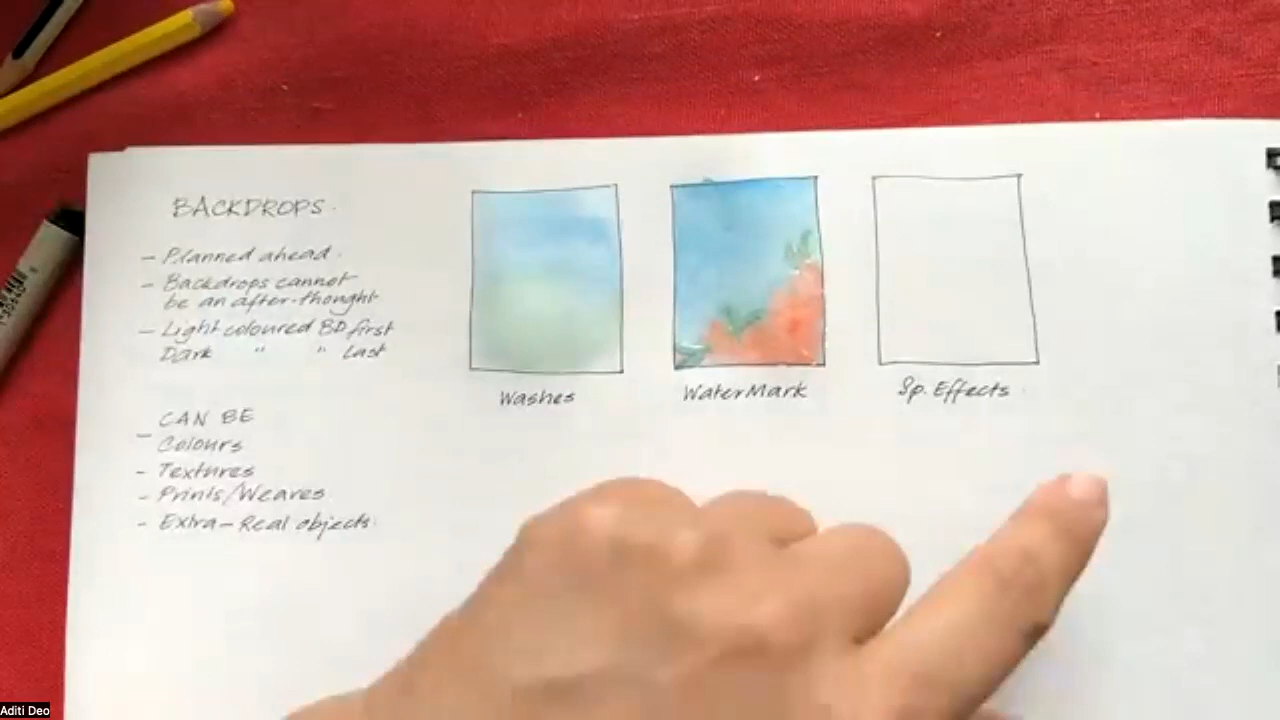 BACKDROPS.
- Planned ahead.
- Backdrops cannot
be an after-thought
- Light coloured BD first
Dark " " Last
CAN BE
- Colours
- Textures
- Prints/Weaves
- Extra-Real objects.
Washes
WaterMark
Sp. Effects
Aditi Deo